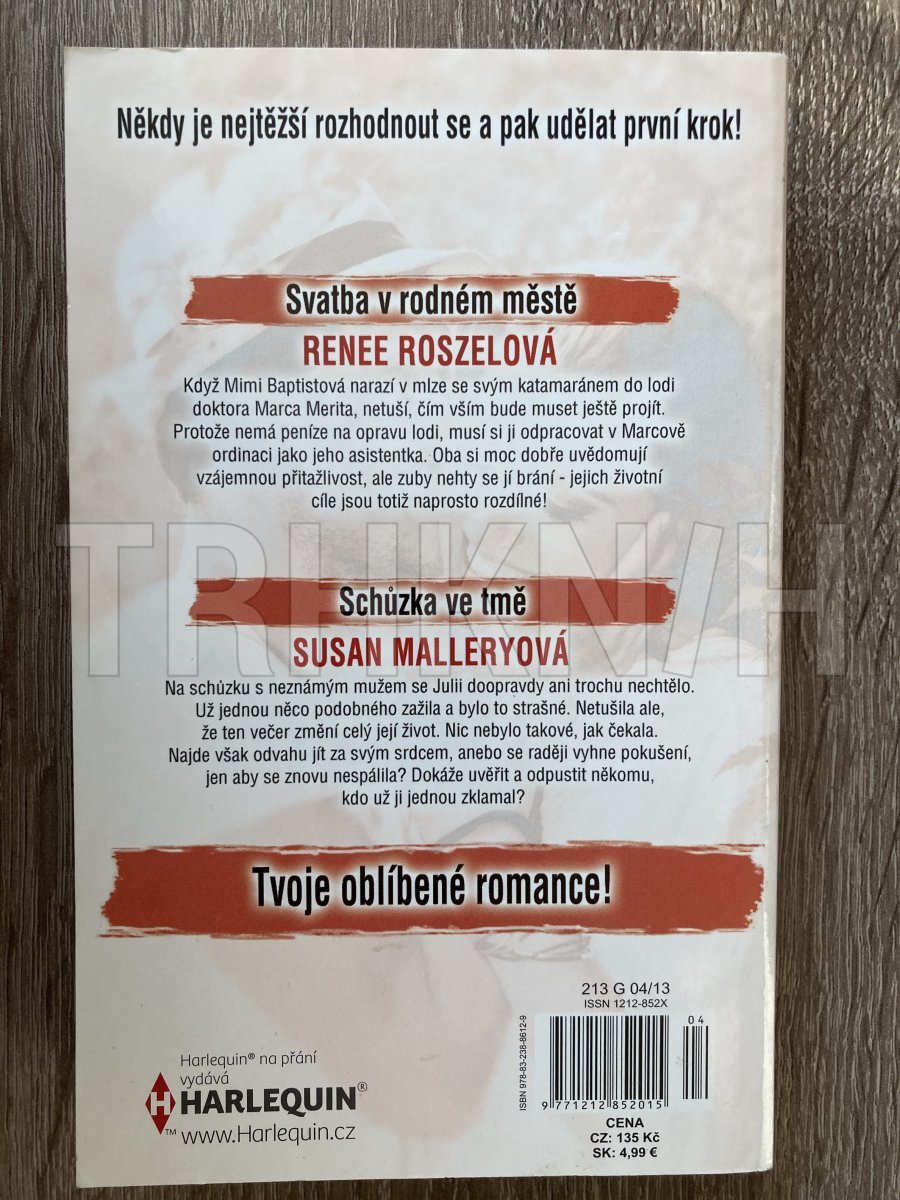 Někdy je nejtěžší rozhodnout se a pak udělat první krok!
Svatba v rodném městě
RENEE ROSZELOVÁ
Když Mimi Baptistová narazí v mlze se svým katamaránem do lodi
doktora Marca Merita, netuší, čím vším bude muset ještě projít.
Protože nemá peníze na opravu lodi, musí si ji odpracovat v Marcově
ordinaci jako jeho asistentka. Oba si moc dobře uvědomují
vzájemnou přitažlivost, ale zuby nehty se jí brání - jejich životní
cíle jsou totiž naprosto rozdílné!
TRHKNIH
Schůzka ve tmě
SUSAN MALLERYOVÁ
Na schůzku s neznámým mužem se Julii doopravdy ani trochu nechtělo.
Už jednou něco podobného zažila a bylo to strašné. Netušila ale,
že ten večer změní celý její život. Nic nebylo takové, jak čekala.
Najde však odvahu jít za svým srdcem, anebo se raději vyhne pokušení,
jen aby se znovu nespálila? Dokáže uvěřit a odpustit někomu,
kdo už ji jednou zklamal?
Tvoje oblíbené romance!
213 G 04/13
ISSN 1212-852X
04
ISBN 978-83-238-8612-9
9 771212 852015
CENA
CZ: 135 Kč
SK: 4,99 €
Harlequin® na přání
vydává
HARLEQUIN®
™ www.Harlequin.cz